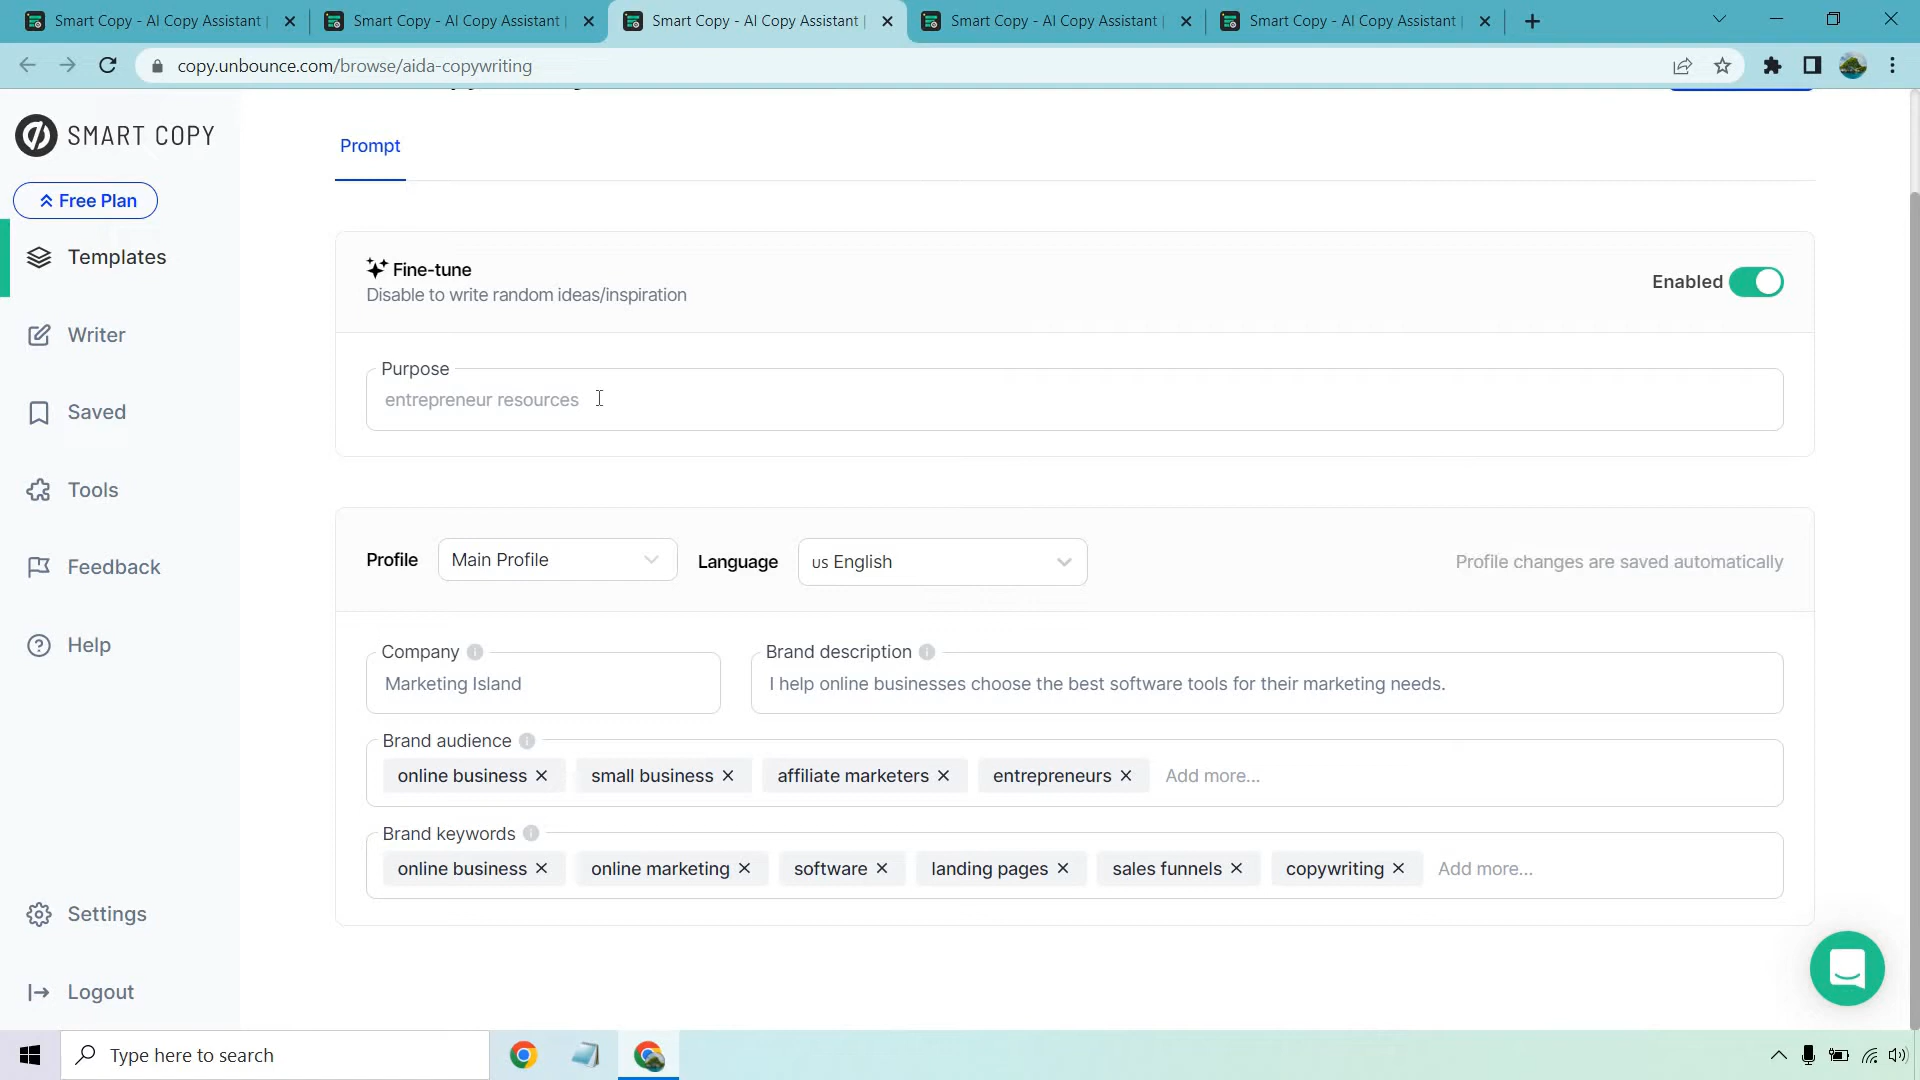 Smart Copy - AI Copy Assistant |
Smart Copy - AI Copy Assistant |
Smart Copy - AI Copy Assistant |
Smart Copy - AI Copy Assistant |
Smart Copy - AI Copy Assistant |
copy.unbounce.com/browse/aida-copywriting
SMART COPY
Free Plan
Templates
Writer
Saved
Tools
Feedback
Help
Settings
Logout
Prompt
Fine-tune
Disable to write random ideas/inspiration
Enabled
Purpose
entrepreneur resources
Profile Main Profile Language US English Profile changes are saved automatically
Company Brand description
Marketing Island I help online businesses choose the best software tools for their marketing needs.
Brand audience
online business small business affiliate marketers entrepreneurs Add more...
Brand keywords
online business online marketing software landing pages sales funnels copywriting Add more...
Type here to search